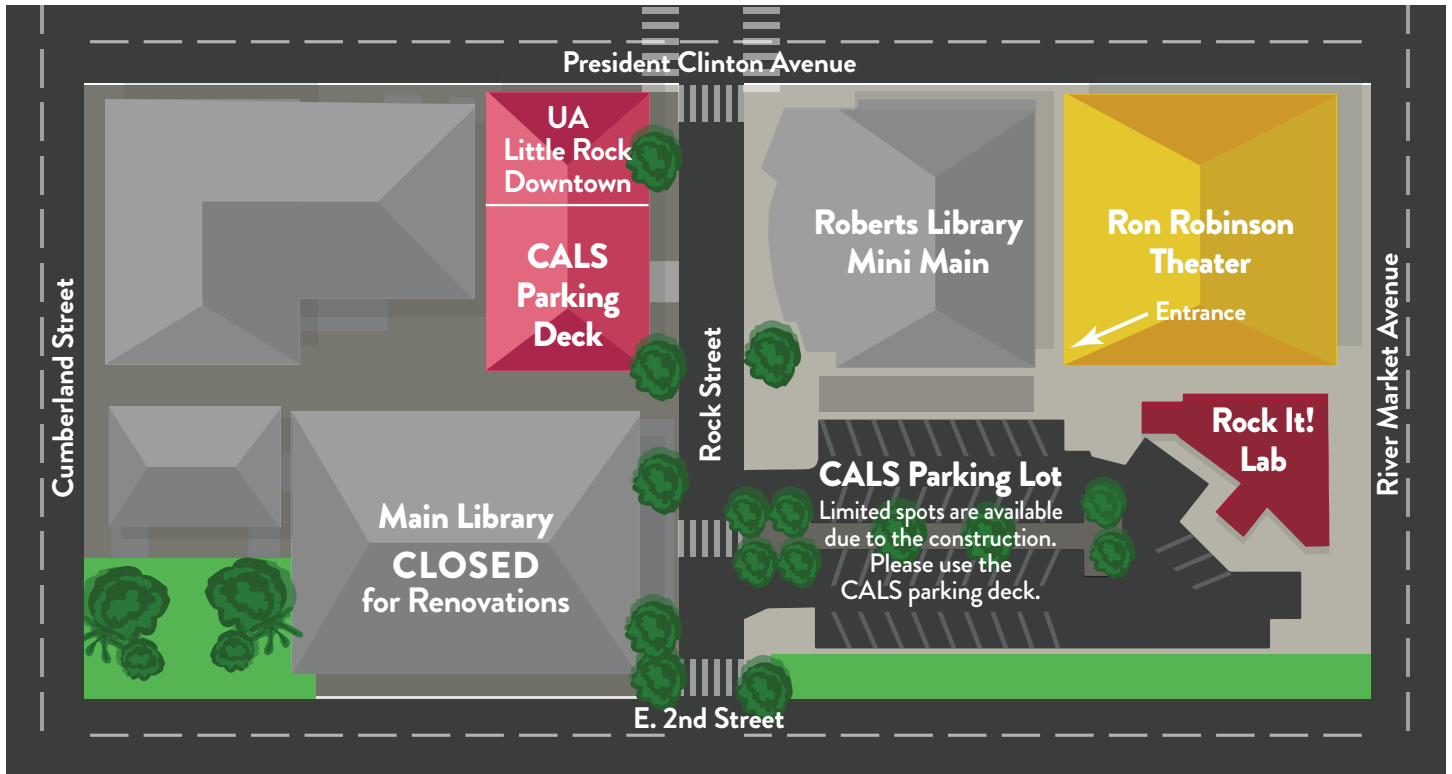 President Clinton Avenue
UA
Little Rock
Downtown
CALS
Parking
Deck
Roberts Library
Mini Main
Ron Robinson
Theater
Entrance
Cumberland Street
Rock Street
River Market Avenue
Rock It!
Lab
CALS Parking Lot
Limited spots are available
due to the construction.
Please use the
CALS parking deck.
Main Library
CLOSED
for Renovations
E. 2nd Street